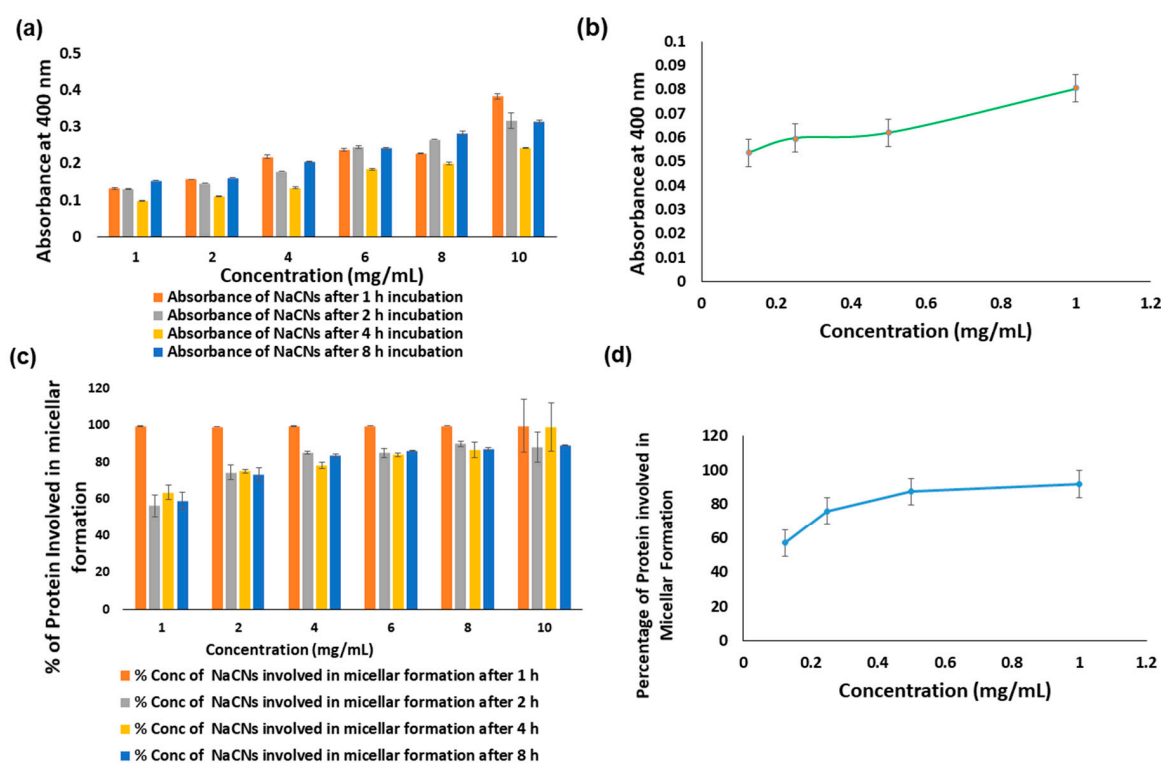 (a)
Absorbance at 400 nm
0.5
0.4
0.3
0.2
0.1
0
1 2 4 6 8 10
Concentration (mg/mL)
Absorbance of NaCNs after 1 h incubation
Absorbance of NaCNs after 2 h incubation
Absorbance of NaCNs after 4 h incubation
Absorbance of NaCNs after 8 h incubation
(b)
Absorbance at 400 nm
0.1
0.09
0.08
0.07
0.06
0.05
0.04
0.03
0.02
0.01
0
0 0.2 0.4 0.6 0.8 1 1.2
Concentration (mg/mL)
(c)
% of Protein Involved in micellar
formation
120
100
80
60
40
20
0
1 2 4 6 8 10
Concentration (mg/mL)
% Conc of NaCNs involved in micellar formation after 1 h
% Conc of NaCNs involved in micellar formation after 2 h
% Conc of NaCNs involved in micellar formation after 4 h
% Conc of NaCNs involved in micellar formation after 8 h
(d)
Percentage of Protein involved in
Micellar Formation
120
100
80
60
40
20
0
0 0.2 0.4 0.6 0.8 1 1.2
Concentration (mg/mL)